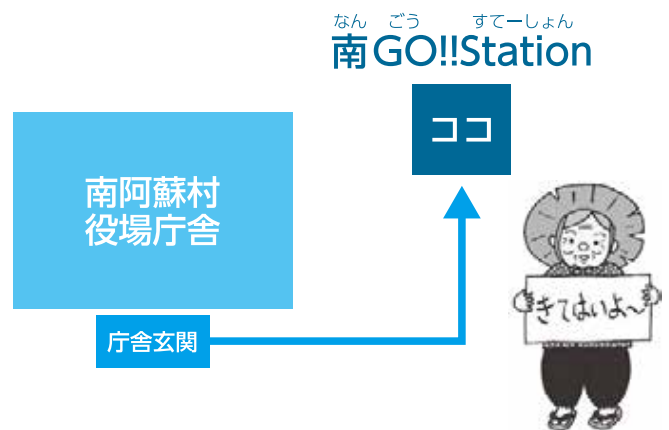 なん ごう すてーしょん
南GO!!Station
ココ
南阿蘇村
役場庁舎
庁舎玄関
きてはいよ～